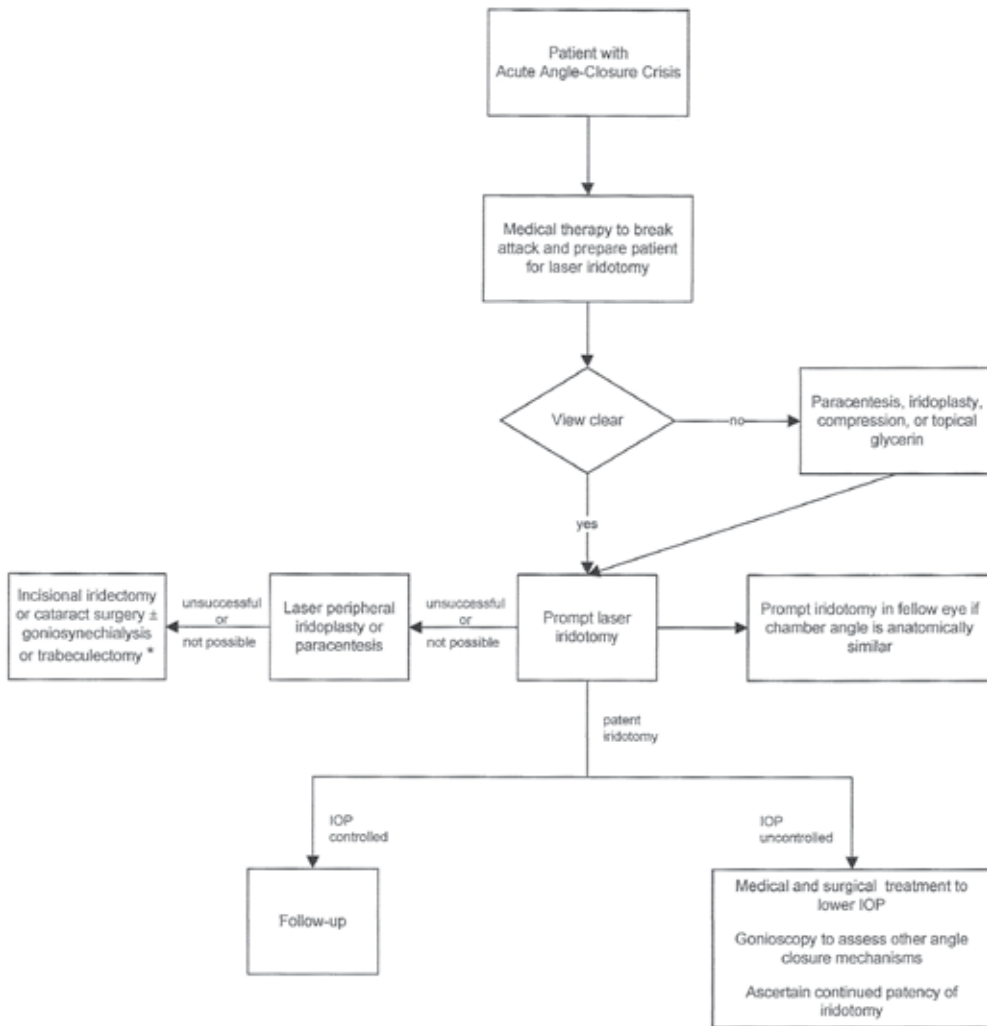 Patient with
Acute Angle-Closure Crisis
Medical therapy to break
attack and prepare patient
for laser iridotomy
View clear
no
Paracentesis, iridoplasty,
compression, or topical
glycerin
yes
Incisional iridectomy
or cataract surgery ±
goniosynechialysis
or trabeculectomy *
unsuccessful
or
not possible
Laser peripheral
iridoplasty or
paracentesis
unsuccessful
or
not possible
Prompt laser
iridotomy
Prompt iridotomy in fellow eye if
chamber angle is anatomically
similar
patent
iridotomy
IOP
controlled
IOP
uncontrolled
Follow-up
Medical and surgical treatment to
lower IOP
Gonioscopy to assess other angle
closure mechanisms
Ascertain continued patency of
iridotomy